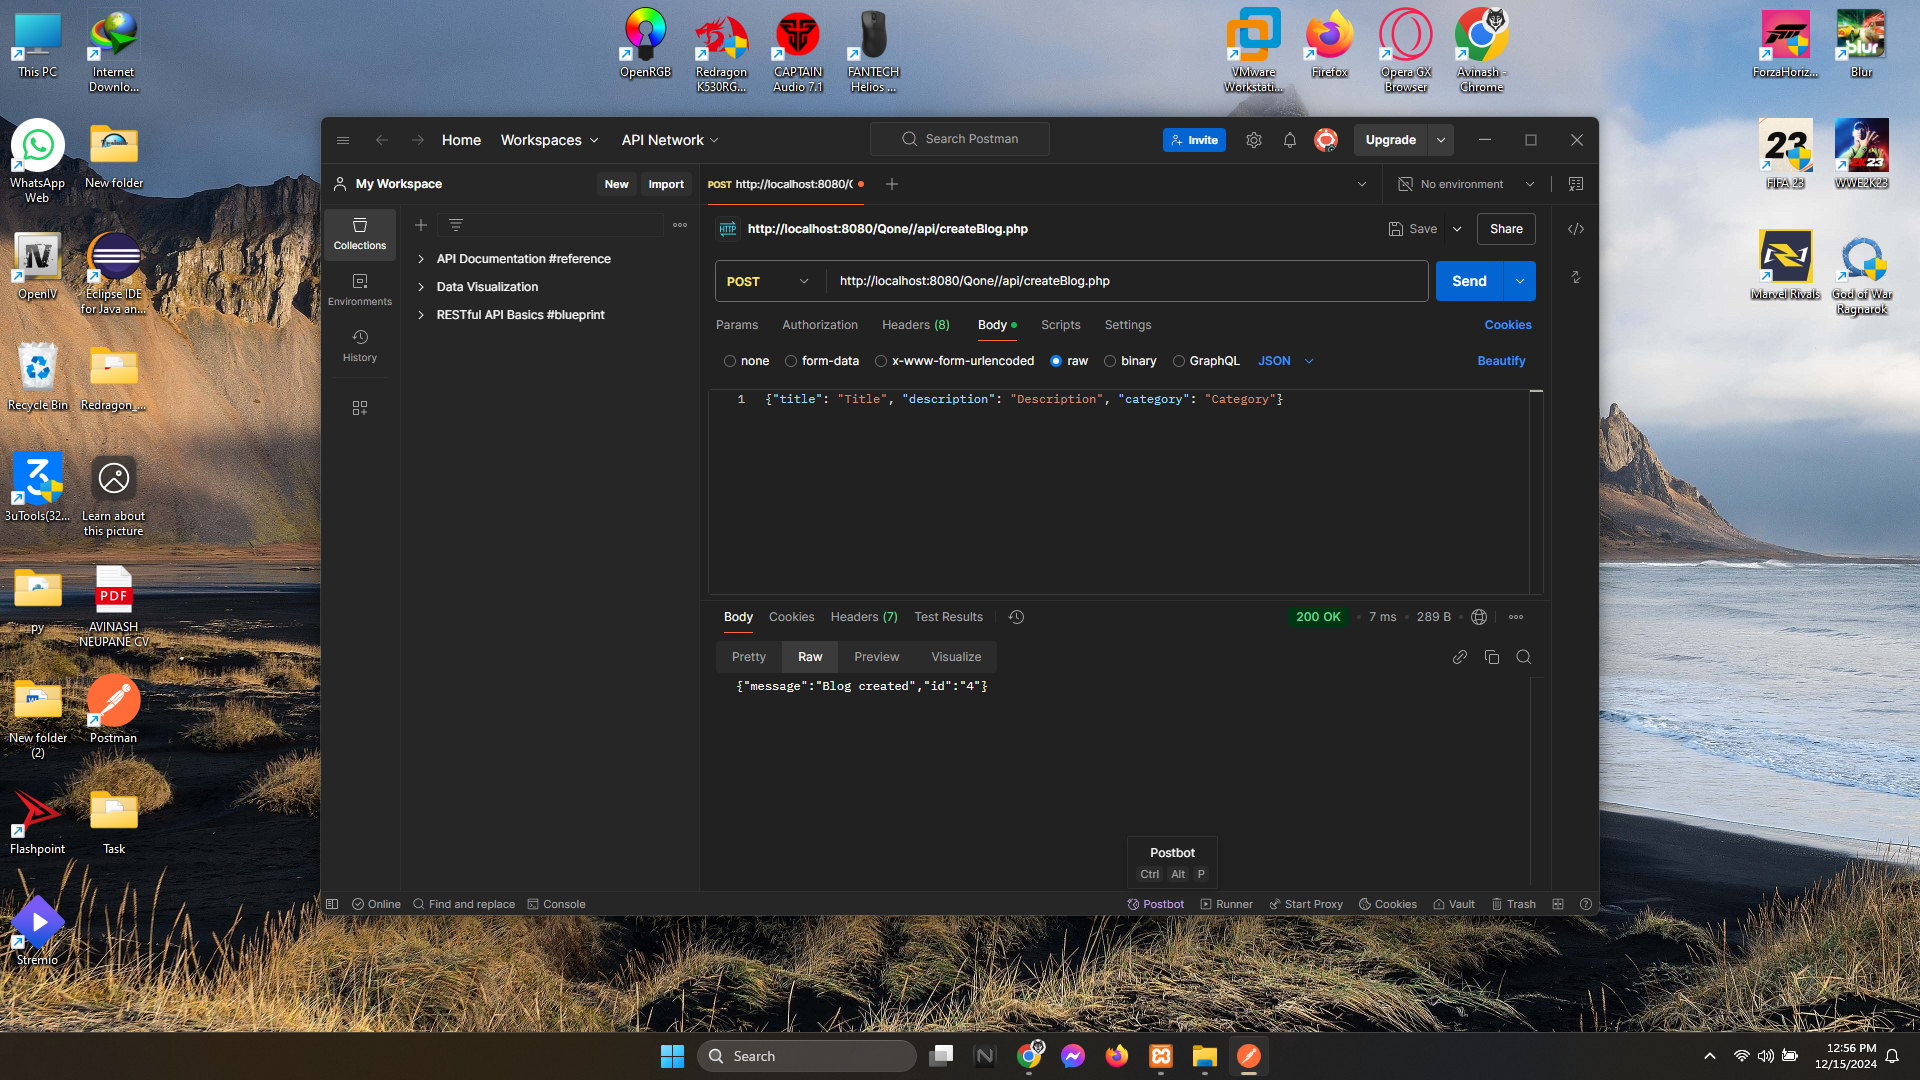 This PC
Internet
Downlo...
OpenRGB
Redragon
K530RG...
CAPTAIN
Audio 7.1
FANTECH
Helios ...
VMware
Workstati...
Firefox
Opera GX
Browser
Avinash -
Chrome
ForzaHoriz...
Blur
WhatsApp
Web
New folder
FIFA 23
WWE2K23
OpenIV
Eclipse IDE
for Java an...
Marvel Rivals
God of War
Ragnarok
Recycle Bin
Redragon_...
3uTools(32...
Learn about
this picture
py
PDF
AVINASH
NEUPANE CV
New folder
(2)
Postman
Flashpoint
Task
Stremio
Home
Workspaces
API Network
Search Postman
Invite
Upgrade
My Workspace
New
Import
POST http://localhost:8080/(
No environment
Collections
Environments
History
API Documentation #reference
Data Visualization
RESTful API Basics #blueprint
HTTP
http://localhost:8080/Qone//api/createBlog.php
Save
Share
POST
http://localhost:8080/Qone//api/createBlog.php
Send
Params
Authorization
Headers (8)
Body
Scripts
Settings
Cookies
none
form-data
x-www-form-urlencoded
raw
binary
GraphQL
JSON
Beautify
1 {"title": "Title", "description": "Description", "category": "Category"}
Body
Cookies
Headers (7)
Test Results
200 OK
7 ms
289 B
Pretty
Raw
Preview
Visualize
{"message":"Blog created","id":"4"}
Postbot
Ctrl Alt P
Online
Find and replace
Console
Postbot
Runner
Start Proxy
Cookies
Vault
Trash
Search
12:56 PM
12/15/2024